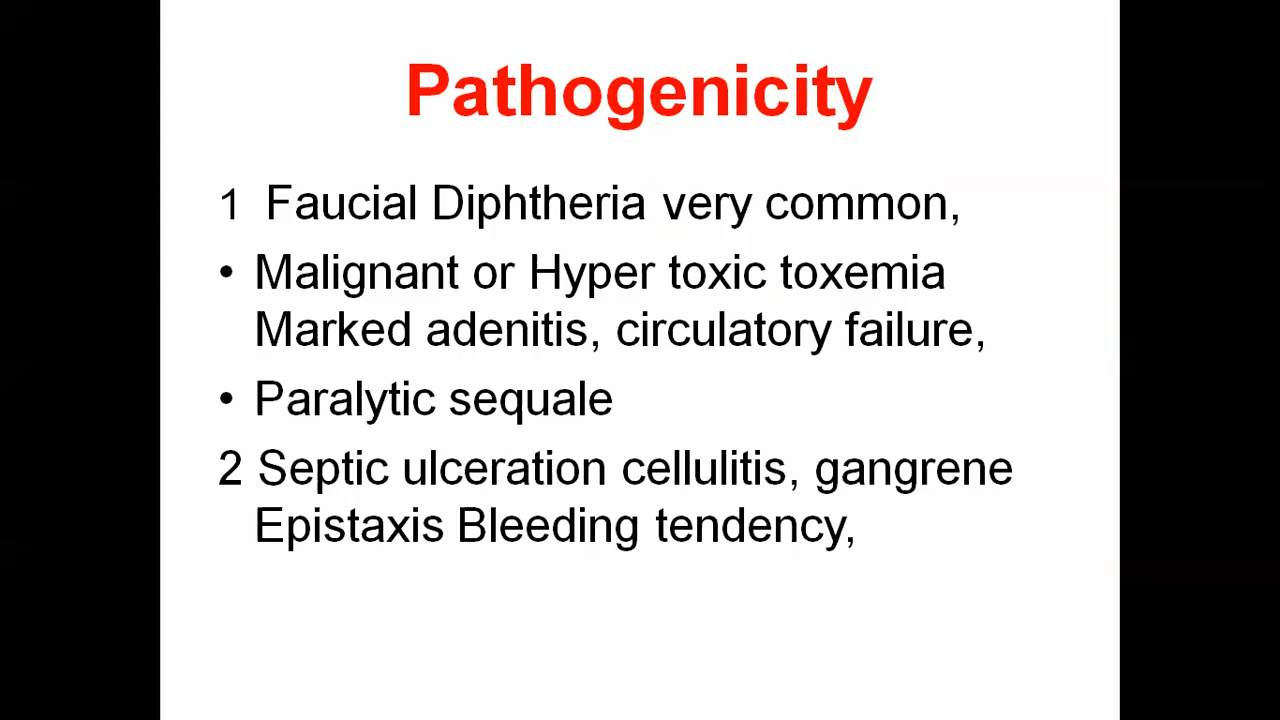 Pathogenicity
1 Faucial Diphtheria very common,
• Malignant or Hyper toxic toxemia
Marked adenitis, circulatory failure,
• Paralytic sequale
2 Septic ulceration cellulitis, gangrene
Epistaxis Bleeding tendency,